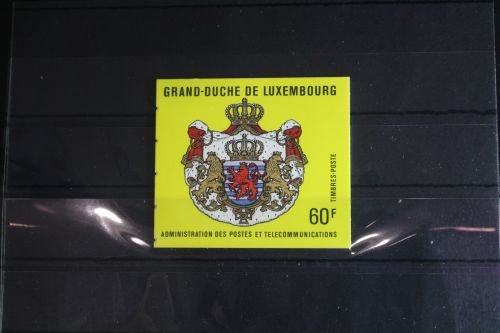 GRAND-DUCHE DE LUXEMBOURG
TIMBRES-POSTE
60F
ADMINISTRATION DES POSTES ET TELECOMMUNICATIONS